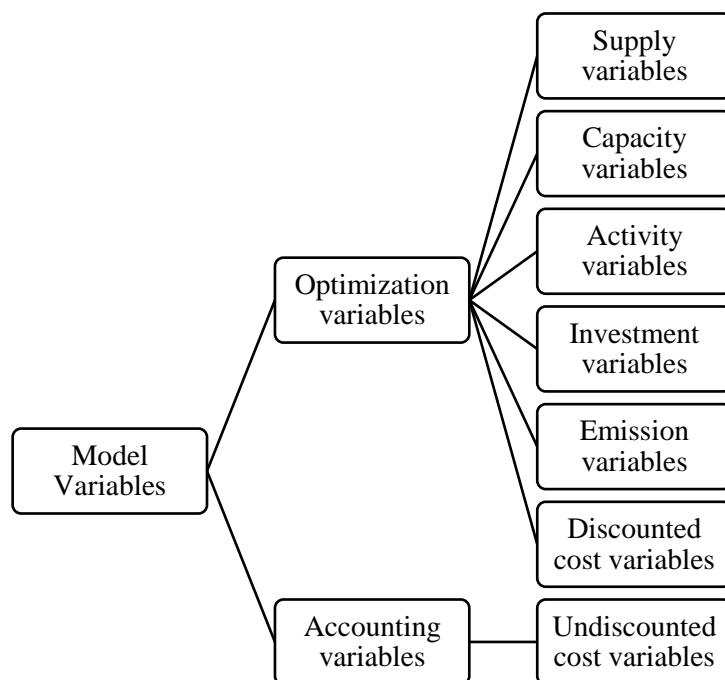 Supply
variables
Capacity
variables
Activity
variables
Optimization
variables
Investment
variables
Emission
variables
Model
Variables
Discounted
cost variables
Accounting
variables
Undiscounted
cost variables